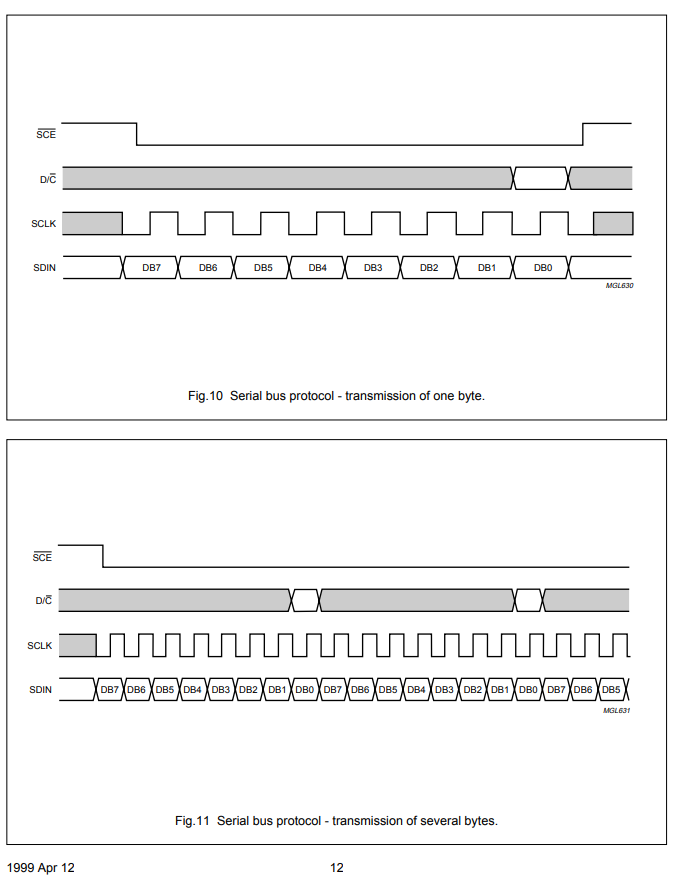 SCE
D/C
SCLK
SDIN DB7 DB6 DB5 DB4 DB3 DB2 DB1 DB0
MGL630
Fig.10 Serial bus protocol - transmission of one byte.
SCE
D/C
SCLK
SDIN DB7 DB6 DB5 DB4 DB3 DB2 DB1 DB0 DB7 DB6 DB5 DB4 DB3 DB2 DB1 DB0 DB7 DB6 DB5
MGL631
Fig.11 Serial bus protocol - transmission of several bytes.
1999 Apr 12 12